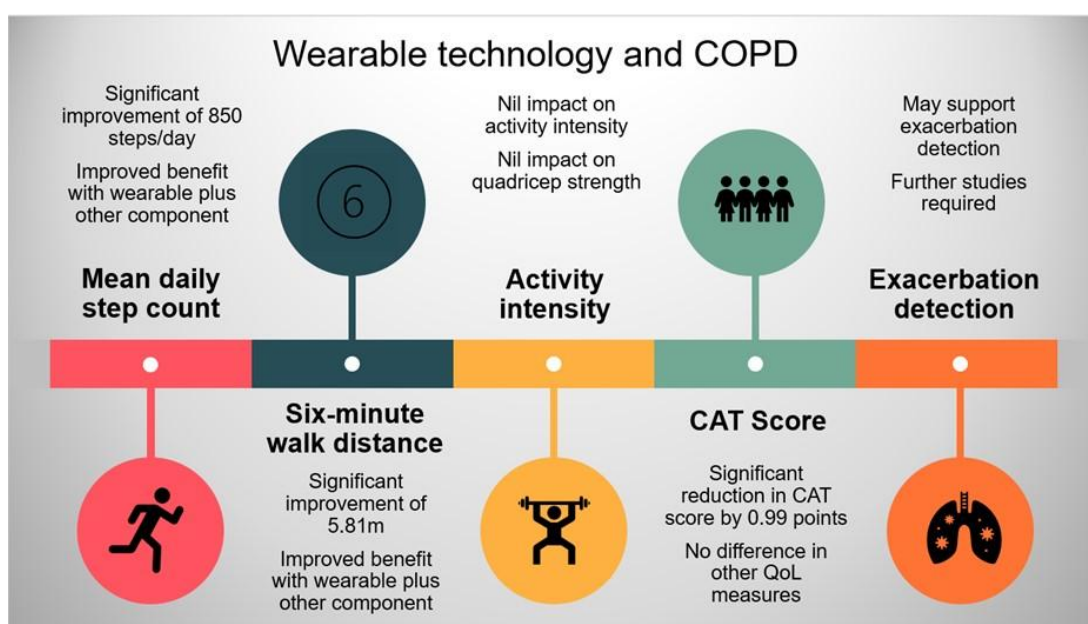 Wearable technology and COPD
Significant
improvement of 850
steps/day
Improved benefit
with wearable plus
other component
Mean daily
step count
6
Six-minute
walk distance
Significant
improvement of
5.81m
Improved benefit
with wearable plus
other component
Nil impact on
activity intensity
Nil impact on
quadricep strength
Activity
intensity
CAT Score
Significant
reduction in CAT
score by 0.99 points
No difference in
other QoL
measures
May support
exacerbation
detection
Further studies
required
Exacerbation
detection